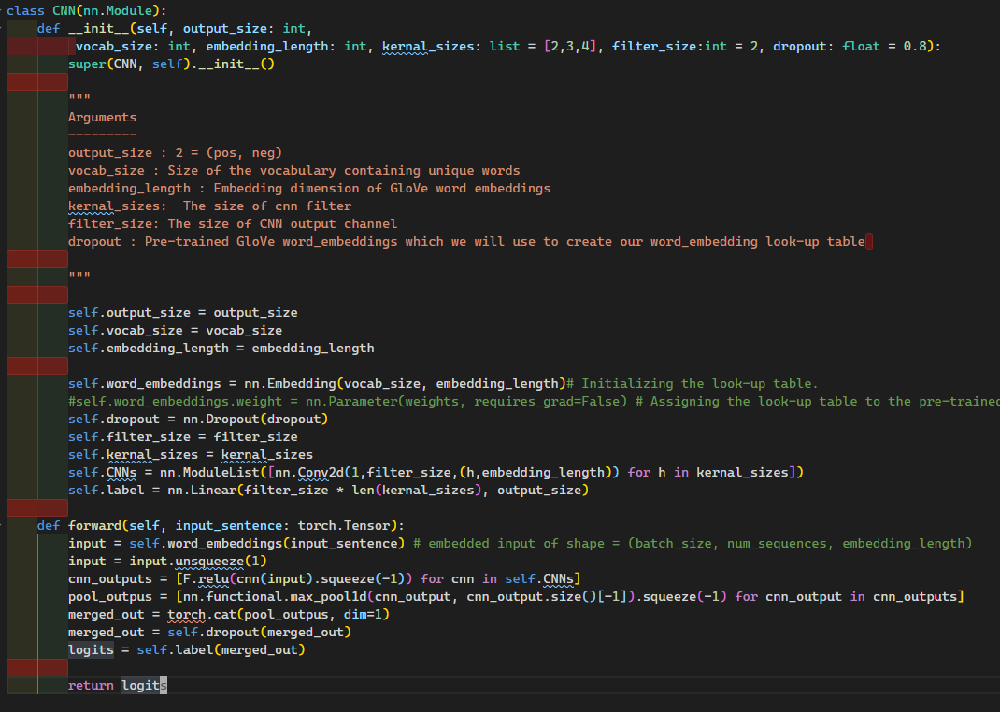 class CNN(nn.Module):
    def __init__(self, output_size: int,
         vocab_size: int, embedding_length: int, kernal_sizes: list = [2,3,4], filter_size:int = 2, dropout: float = 0.8):
        super(CNN, self).__init__()
        """
        Arguments
        ---------
        output_size : 2 = (pos, neg)
        vocab_size : Size of the vocabulary containing unique words
        embedding_length : Embedding dimension of GloVe word embeddings
        kernal_sizes:  The size of cnn filter
        filter_size: The size of CNN output channel
        dropout : Pre-trained GloVe word_embeddings which we will use to create our word_embedding look-up table
        """
        self.output_size = output_size
        self.vocab_size = vocab_size
        self.embedding_length = embedding_length
        self.word_embeddings = nn.Embedding(vocab_size, embedding_length)# Initializing the look-up table.
        #self.word_embeddings.weight = nn.Parameter(weights, requires_grad=False) # Assigning the look-up table to the pre-trained
        self.dropout = nn.Dropout(dropout)
        self.filter_size = filter_size
        self.kernal_sizes = kernal_sizes
        self.CNNs = nn.ModuleList([nn.Conv2d(1,filter_size,(h,embedding_length)) for h in kernal_sizes])
        self.label = nn.Linear(filter_size * len(kernal_sizes), output_size)
    def forward(self, input_sentence: torch.Tensor):
        input = self.word_embeddings(input_sentence) # embedded input of shape = (batch_size, num_sequences, embedding_length)
        input = input.unsqueeze(1)
        cnn_outputs = [F.relu(cnn(input).squeeze(-1)) for cnn in self.CNNs]
        pool_outpus = [nn.functional.max_pool1d(cnn_output, cnn_output.size()[-1]).squeeze(-1) for cnn_output in cnn_outputs]
        merged_out = torch.cat(pool_outpus, dim=1)
        merged_out = self.dropout(merged_out)
        logits = self.label(merged_out)
        return logits